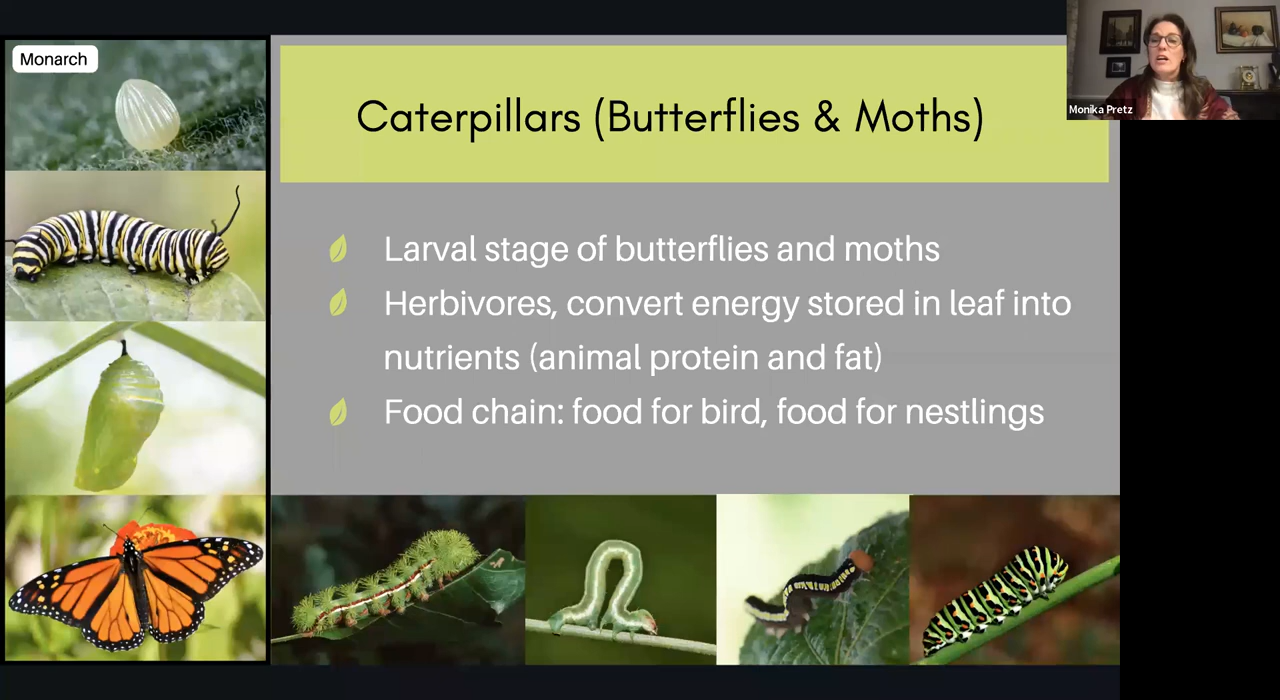 Monarch
Caterpillars (Butterflies & Moths)
Larval stage of butterflies and moths
Herbivores, convert energy stored in leaf into
nutrients (animal protein and fat)
Food chain: food for bird, food for nestlings
Monika Pretz